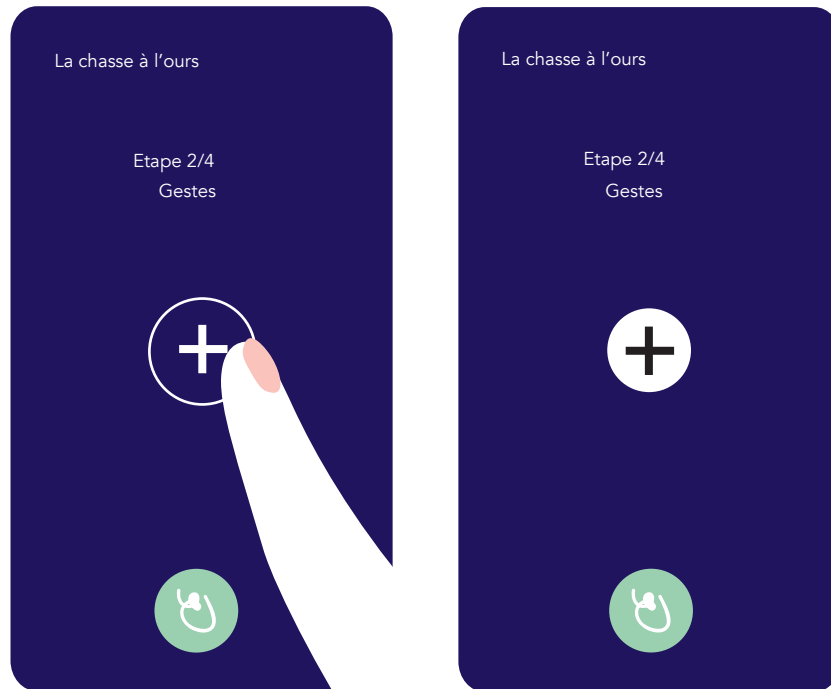 La chasse à l’ours
Etape 2/4
Gestes
La chasse à l’ours
Etape 2/4
Gestes